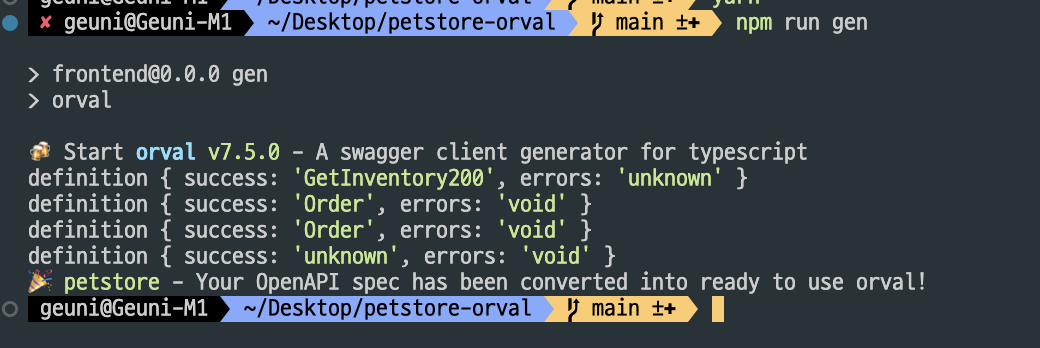 geuni@Geuni-M1 ~/Desktop/petstore-orval main ±✚ yarn
✘ geuni@Geuni-M1 ~/Desktop/petstore-orval main ±✚ npm run gen
> frontend@0.0.0 gen
> orval
🍻 Start orval v7.5.0 - A swagger client generator for typescript
definition { success: 'GetInventory200', errors: 'unknown' }
definition { success: 'Order', errors: 'void' }
definition { success: 'Order', errors: 'void' }
definition { success: 'unknown', errors: 'void' }
🎉 petstore - Your OpenAPI spec has been converted into ready to use orval!
geuni@Geuni-M1 ~/Desktop/petstore-orval main ±✚